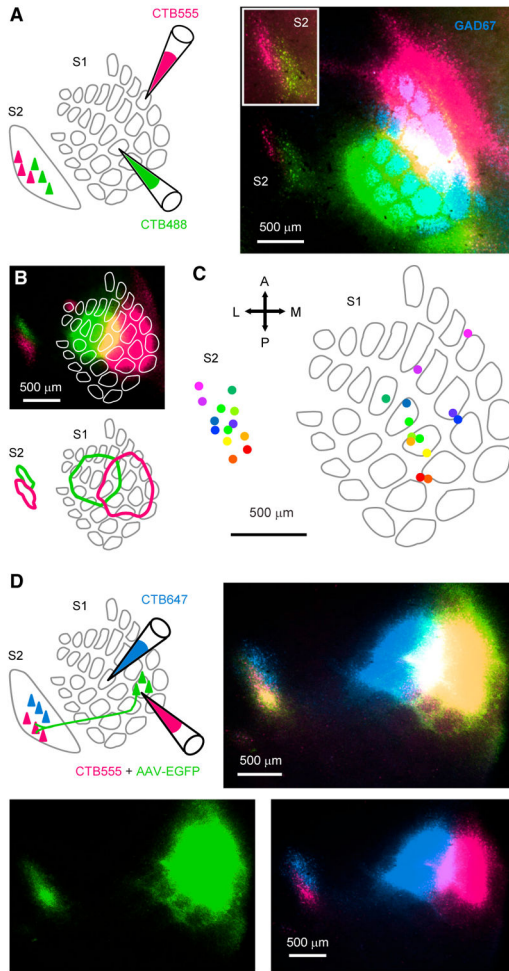 A
CTB555
S1
S2
CTB488
S2
GAD67
S2
500 µm
B
500 µm
S1
S2
C
A
L
M
P
S1
S2
500 µm
D
CTB647
S1
S2
CTB555 + AAV-EGFP
500 µm
500 µm